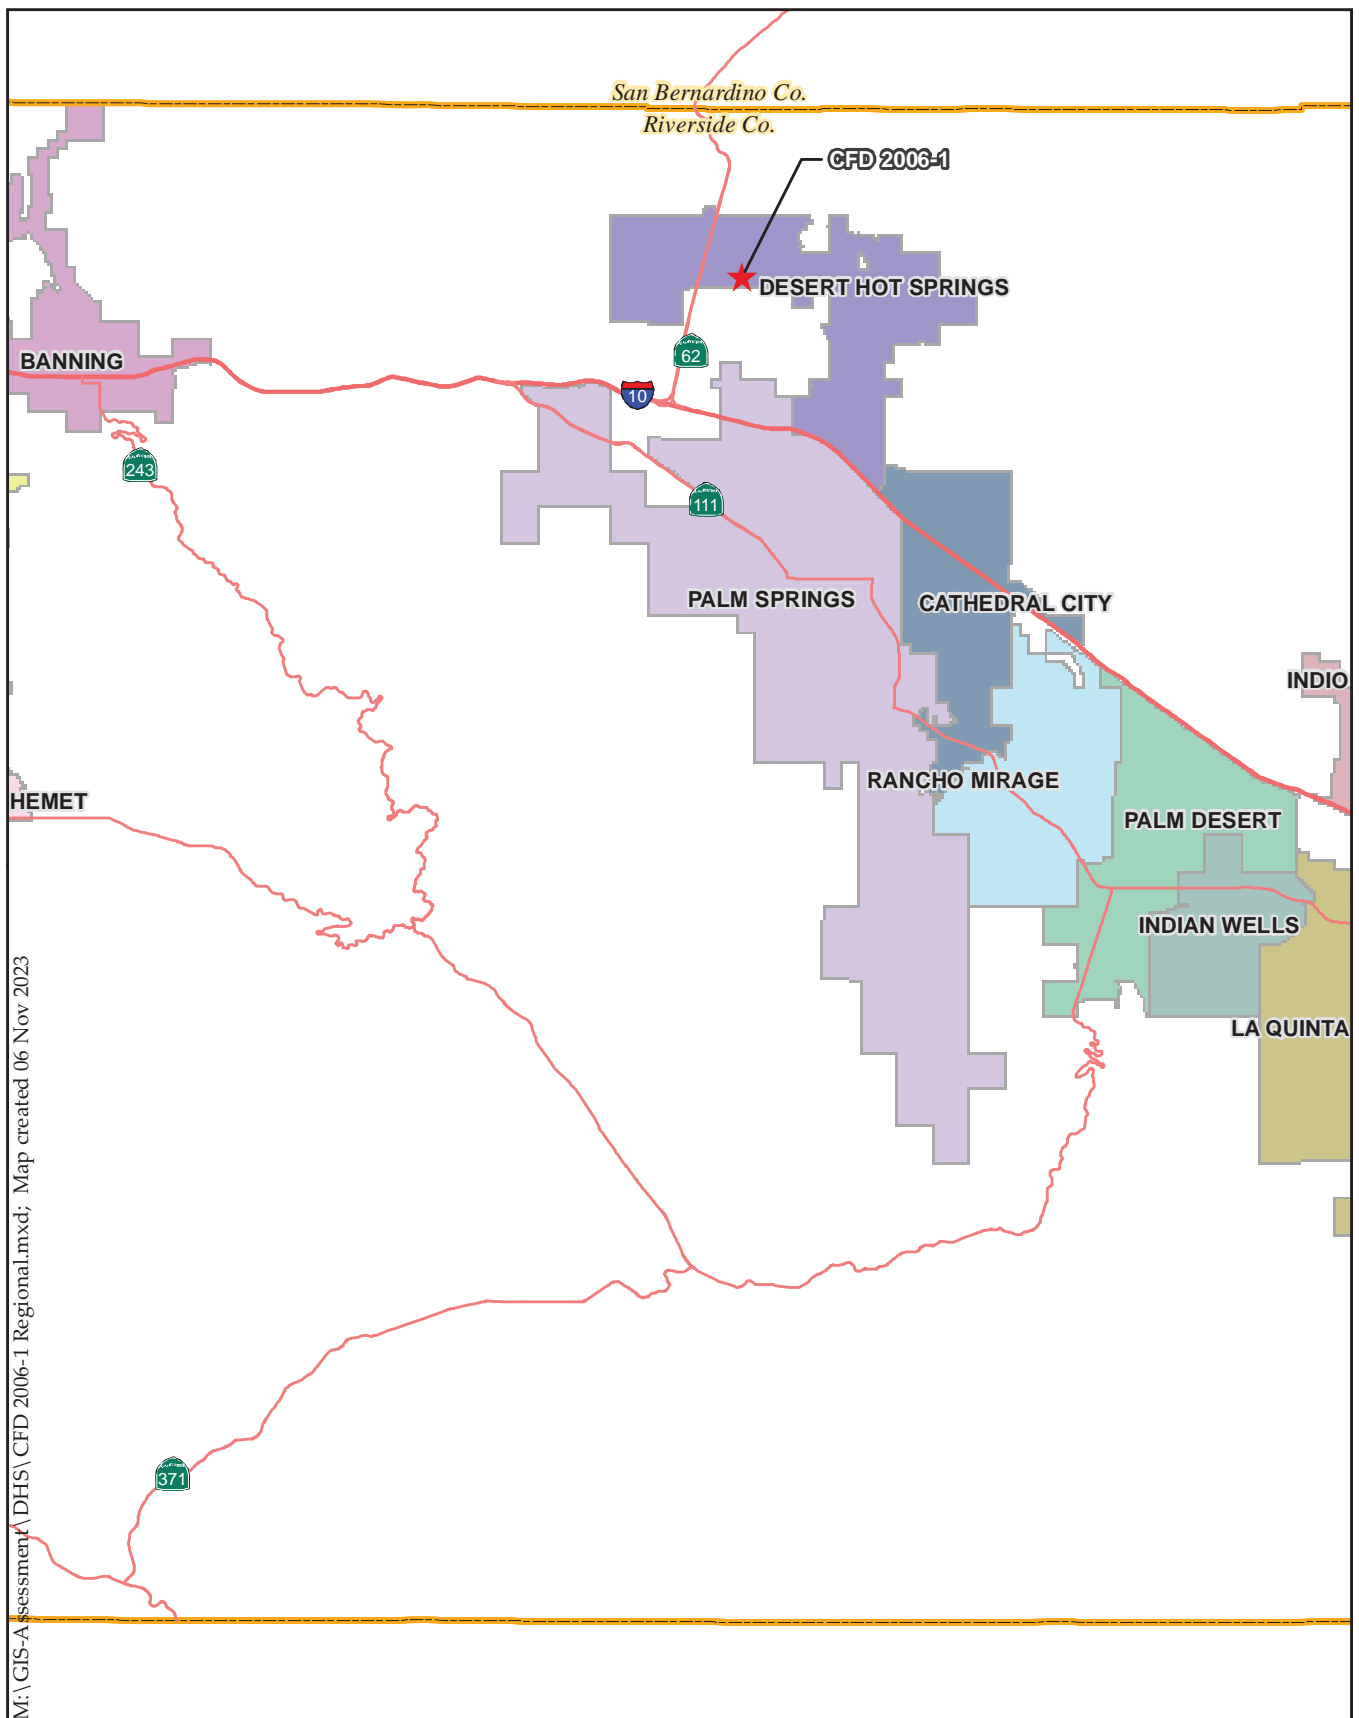 San Bernardino Co.
Riverside Co.
CFD 2006-1
DESERT HOT SPRINGS
62
BANNING
10
243
111
PALM SPRINGS
CATHEDRAL CITY
INDIO
RANCHO MIRAGE
HEMET
PALM DESERT
INDIAN WELLS
LA QUINTA
371
M:\GIS-Assessment\DHS\CFD 2006-1 Regional.mxd; Map created 06 Nov 2023